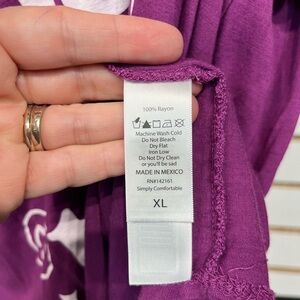 100% Rayon
Machine Wash Cold
Do Not Bleach
Dry Flat
Iron Low
Do Not Dry Clean
or you'll be sad
MADE IN MEXICO
RN#142161
Simply Comfortable
XL